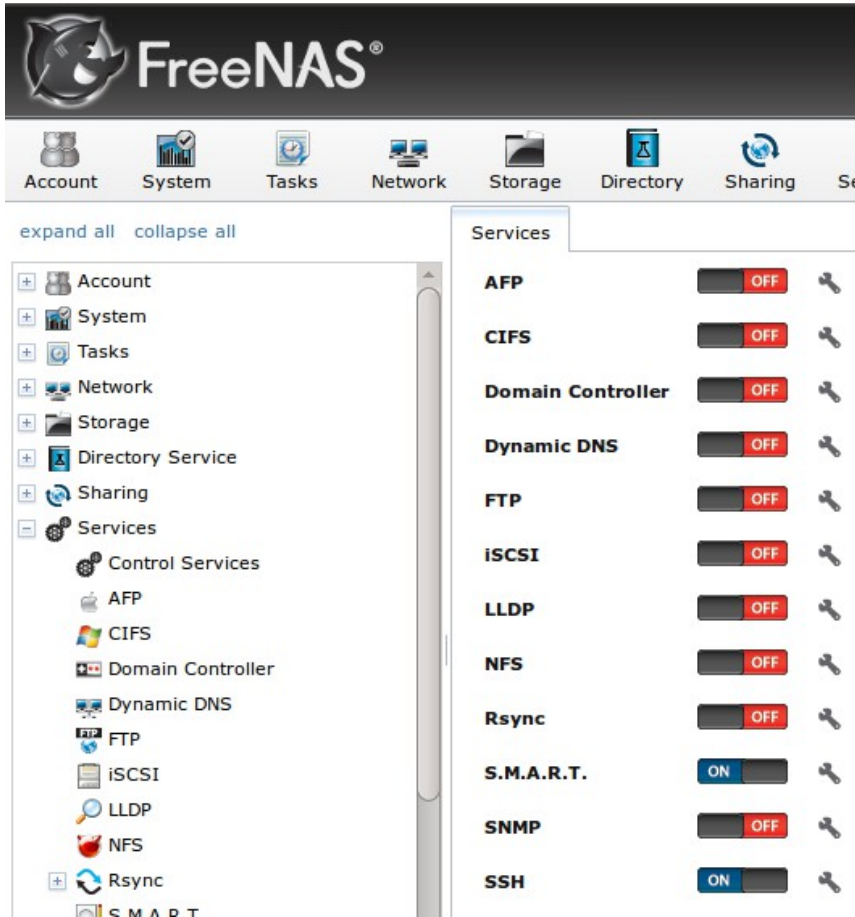 FreeNAS®
Account System Tasks Network Storage Directory Sharing
expand all collapse all
Account
System
Tasks
Network
Storage
Directory Service
Sharing
Services
Control Services
AFP
CIFS
Domain Controller
Dynamic DNS
FTP
iSCSI
LLDP
NFS
Rsync
S.M.A.R.T.
Services
AFP OFF
CIFS OFF
Domain Controller OFF
Dynamic DNS OFF
FTP OFF
iSCSI OFF
LLDP OFF
NFS OFF
Rsync OFF
S.M.A.R.T. ON
SNMP OFF
SSH ON